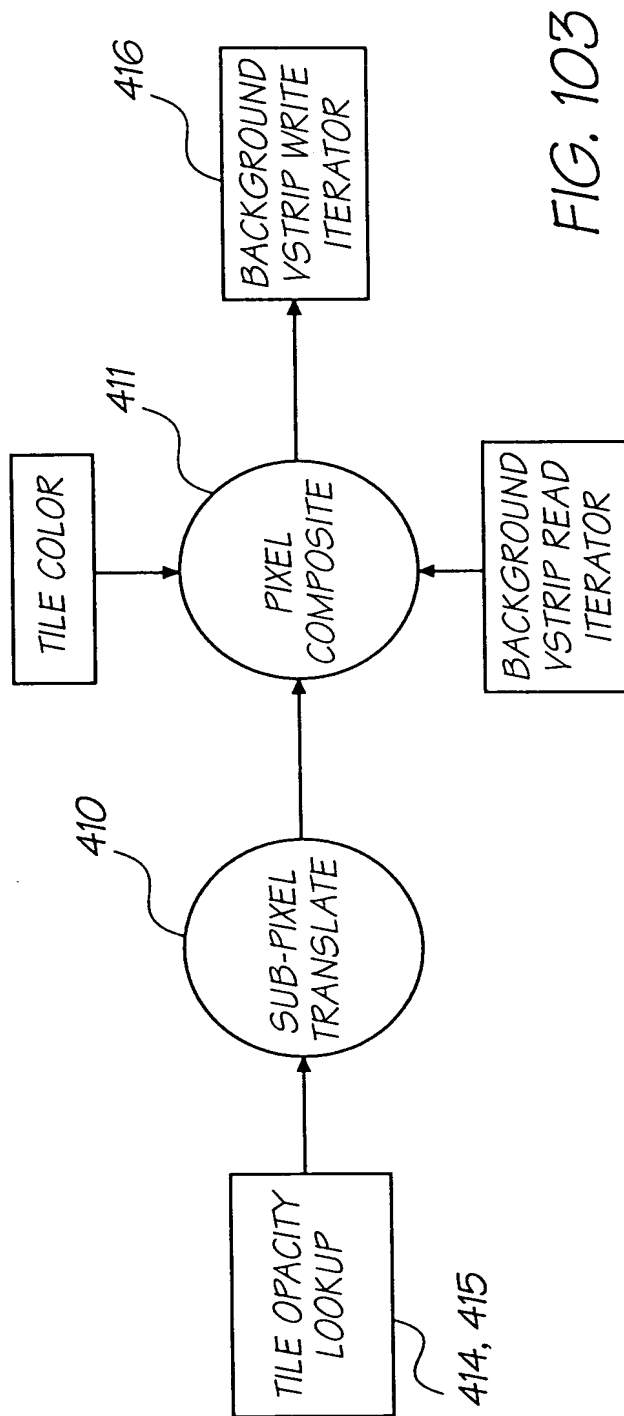 TILE OPACITY
LOOKUP
414, 415
SUB-PIXEL
TRANSLATE
410
TILE COLOR
PIXEL
COMPOSITE
411
BACKGROUND
VSTRIP READ
ITERATOR
BACKGROUND
VSTRIP WRITE
ITERATOR
416
FIG. 103